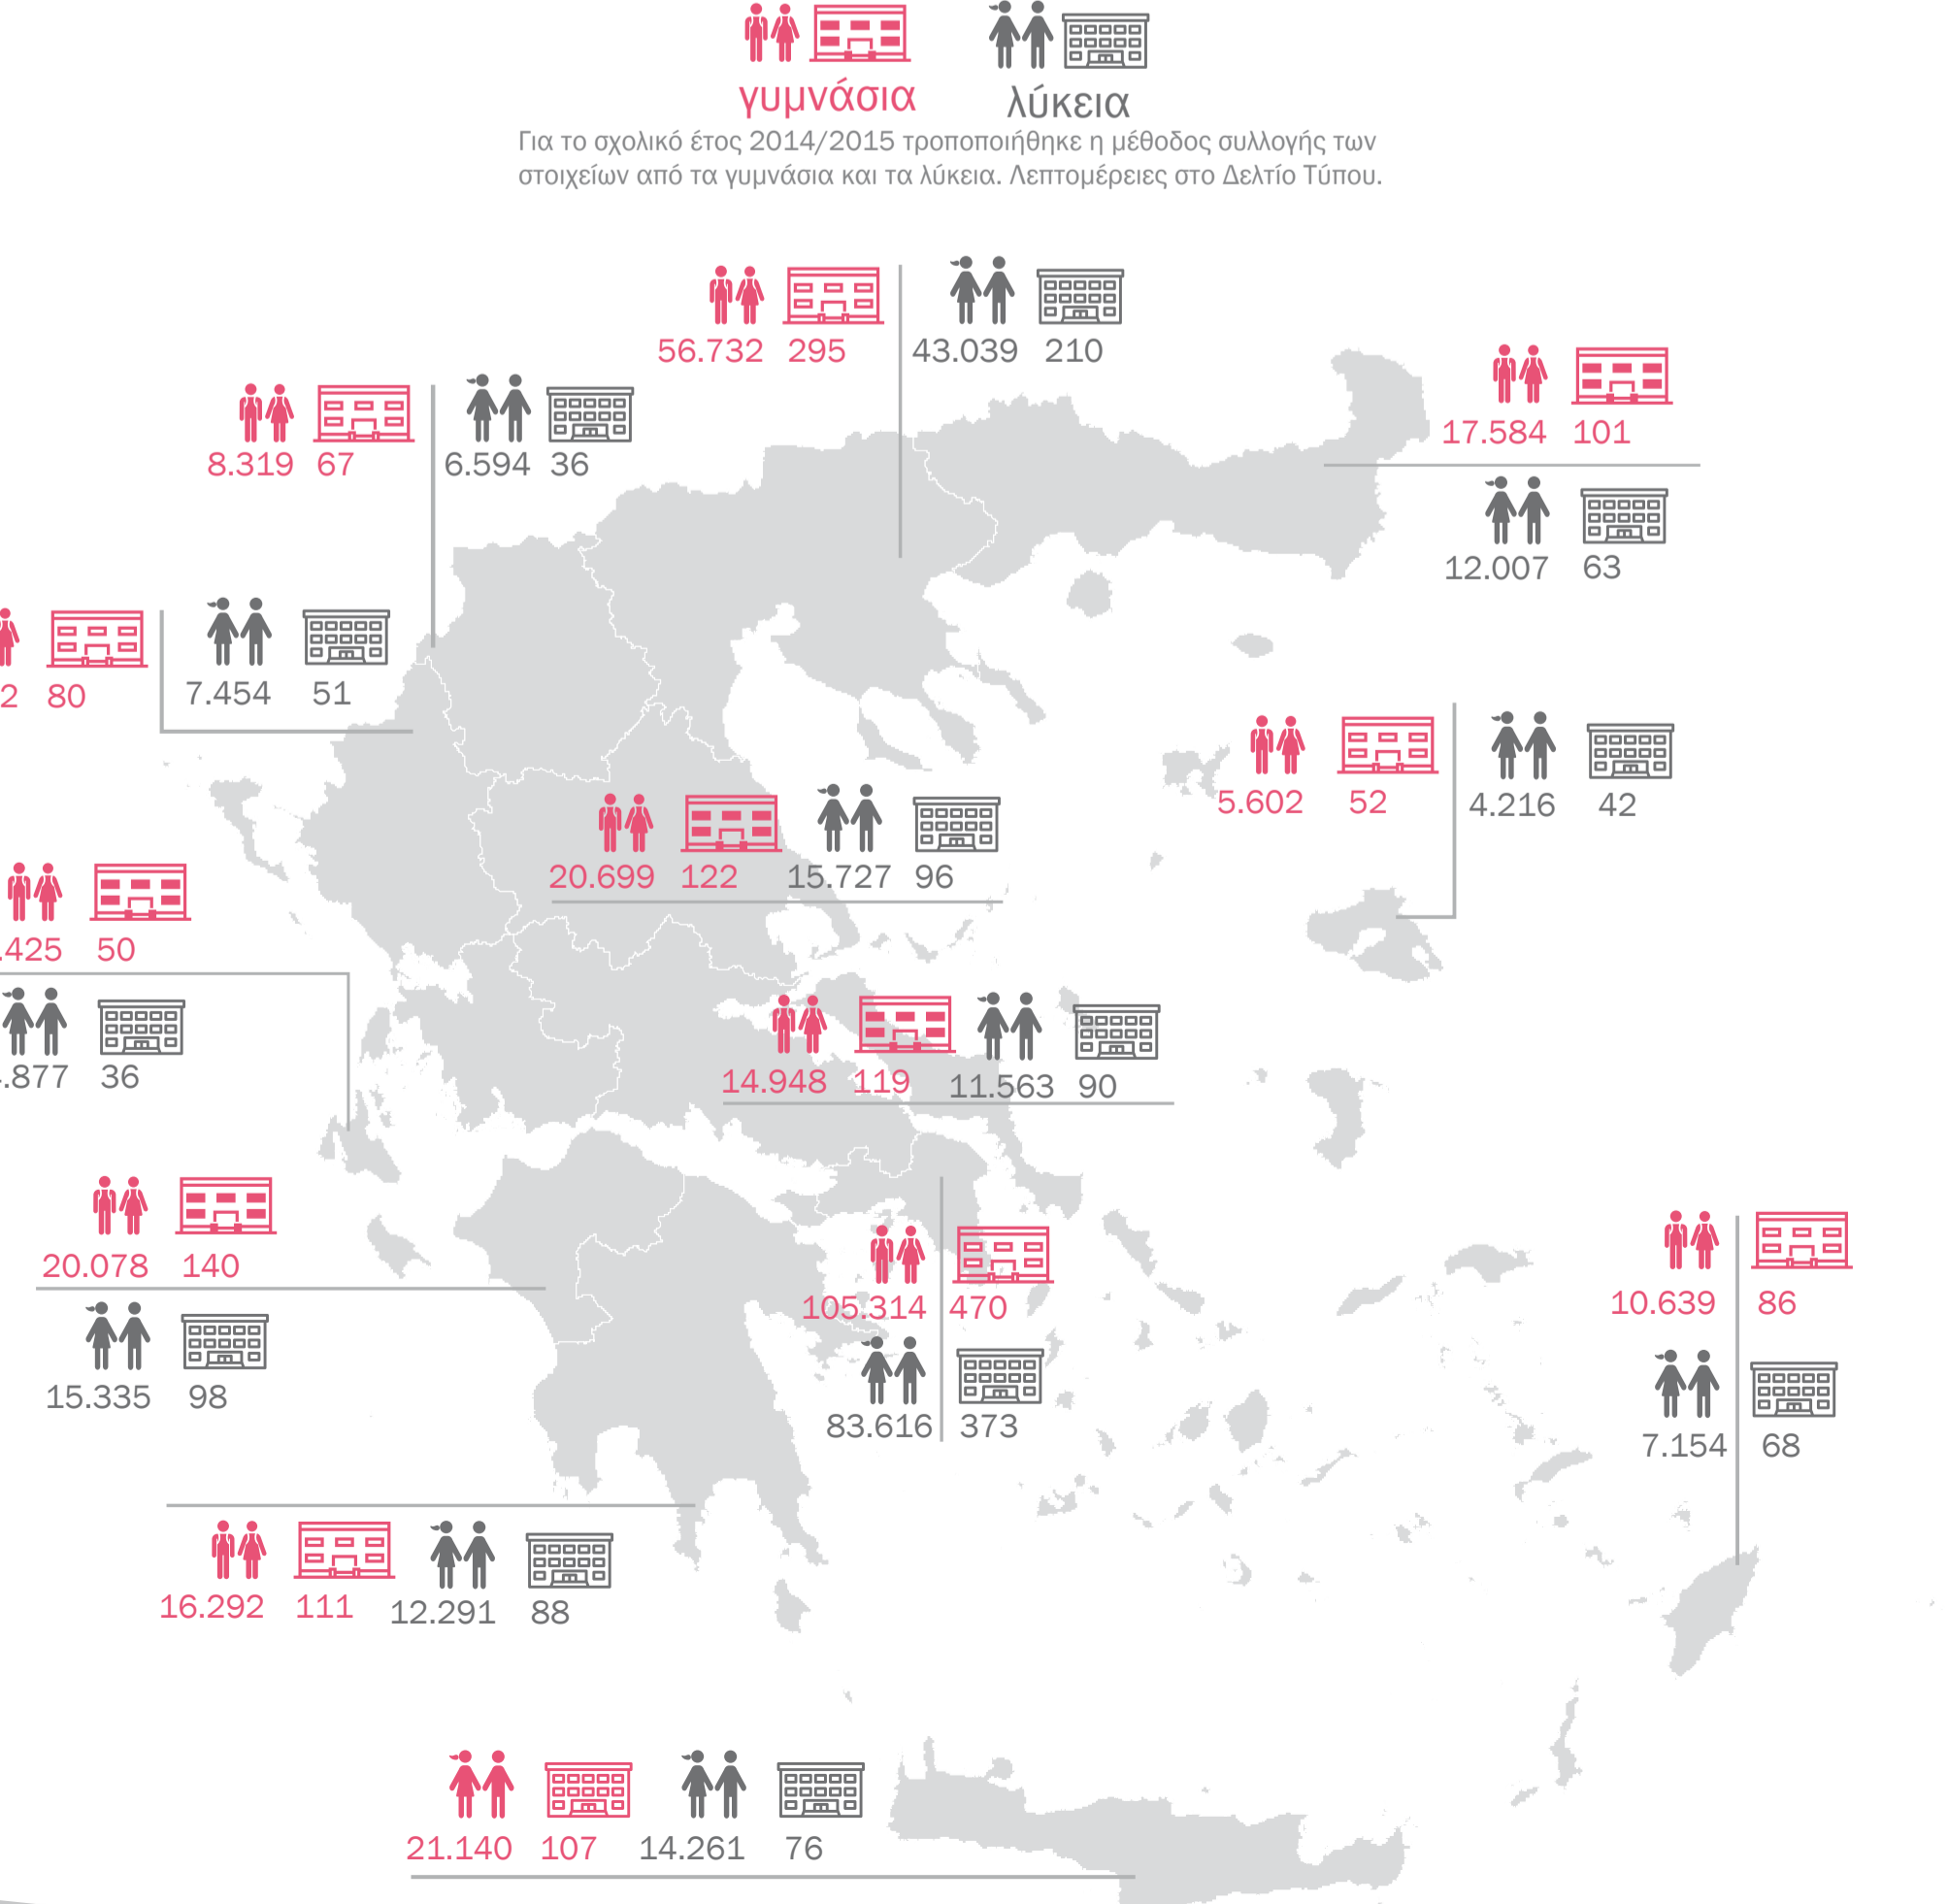 γυμνάσια λύκεια
Για το σχολικό έτος 2014/2015 τροποποιήθηκε η μέθοδος συλλογής των
στοιχείων από τα γυμνάσια και τα λύκεια. Λεπτομέρειες στο Δελτίο Τύπου.
56.732 295 43.039 210
17.584 101
8.319 67 6.594 36
12.007 63
2 80 7.454 51
5.602 52 4.216 42
20.699 122 15.727 96
.425 50
.877 36
14.948 119 11.563 90
20.078 140
105.314 470
10.639 86
15.335 98
83.616 373
7.154 68
16.292 111 12.291 88
21.140 107 14.261 76